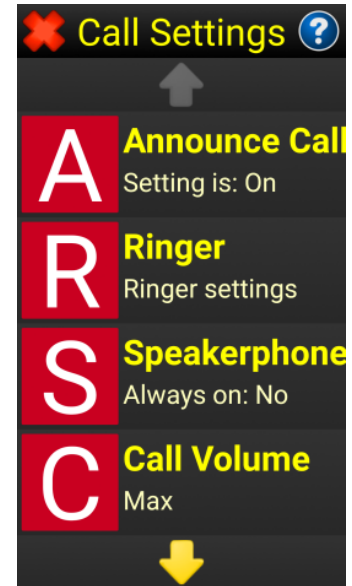 Call Settings ?
A
Announce Call
Setting is: On
R
Ringer
Ringer settings
S
Speakerphone
Always on: No
C
Call Volume
Max